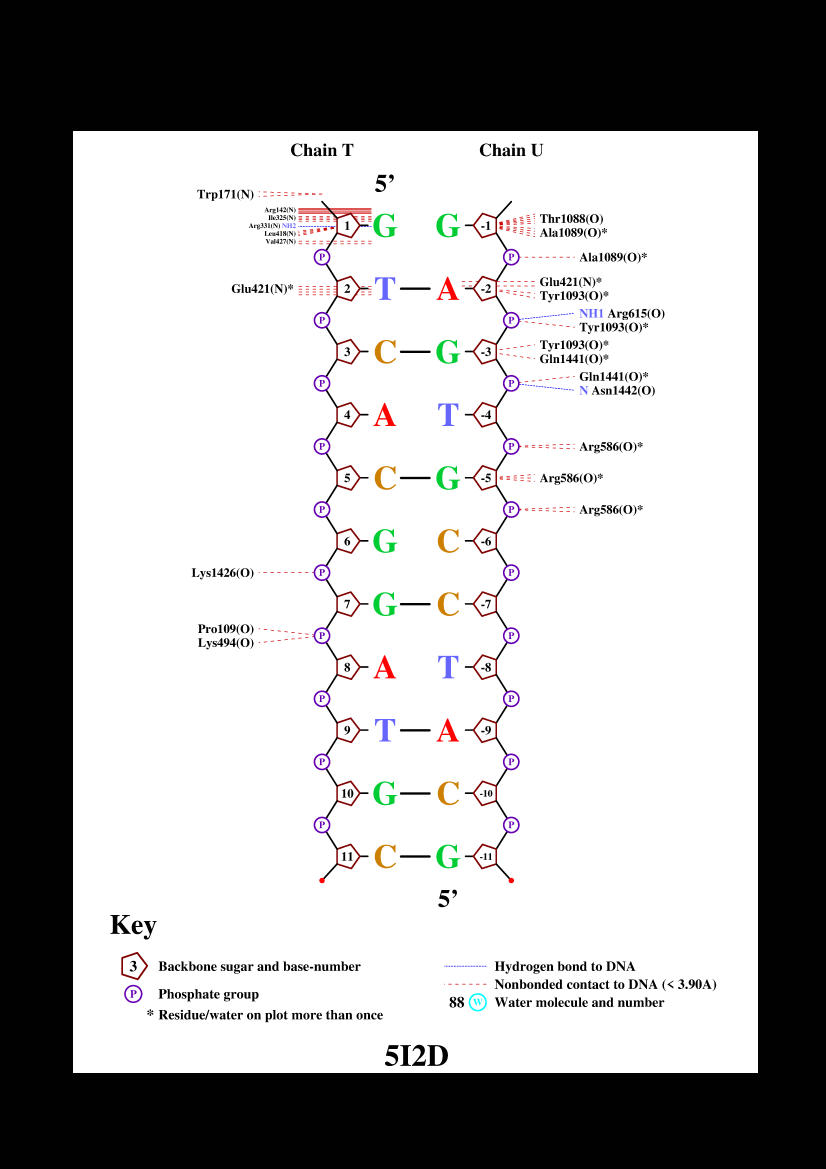 Chain T Chain U
5’
Trp171(N)
Arg142(N)
Ile325(N)
Arg331(N) NH2
Leu418(N)
Val427(N)
1 G G -1
Thr1088(O)
Ala1089(O)*
P P Ala1089(O)*
Glu421(N)* 2 T A -2
Glu421(N)*
Tyr1093(O)*
P P
NH1 Arg615(O)
Tyr1093(O)*
3 C G -3
Tyr1093(O)*
Gln1441(O)*
P P
Gln1441(O)*
N Asn1442(O)
4 A T -4
P P Arg586(O)*
5 C G -5 Arg586(O)*
P P Arg586(O)*
6 G C -6
Lys1426(O) P P
7 G C -7
Pro109(O)
Lys494(O)
P P
8 A T -8
P P
9 T A -9
P P
10 G C -10
P P
11 C G -11
5’
Key
3 Backbone sugar and base-number
P Phosphate group
* Residue/water on plot more than once
Hydrogen bond to DNA
Nonbonded contact to DNA (< 3.90A)
88 W Water molecule and number
5I2D